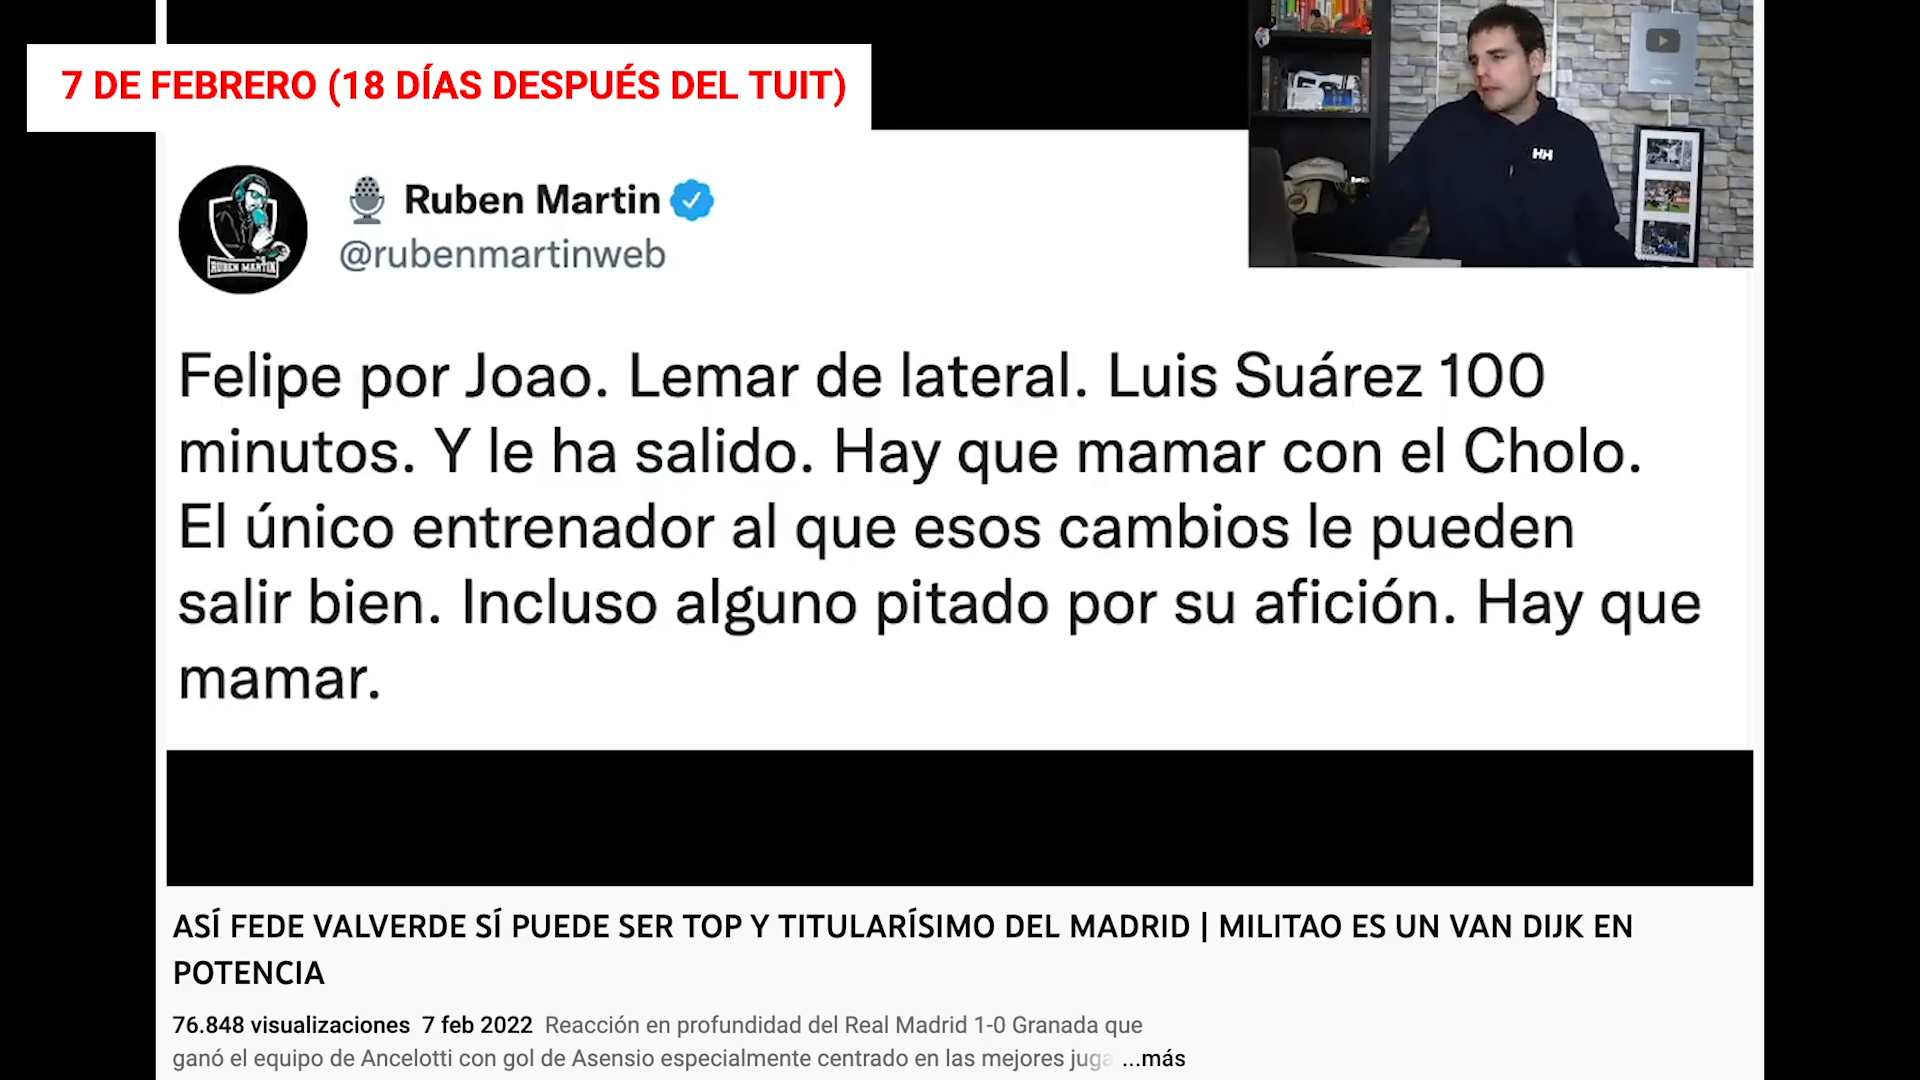 7 DE FEBRERO (18 DÍAS DESPUÉS DEL TUIT)
HH
Ruben Martin
@rubenmartinweb
RUBEN MARTIN
Felipe por Joao. Lemar de lateral. Luis Suárez 100
minutos. Y le ha salido. Hay que mamar con el Cholo.
El único entrenador al que esos cambios le pueden
salir bien. Incluso alguno pitado por su afición. Hay que
mamar.
ASÍ FEDE VALVERDE SÍ PUEDE SER TOP Y TITULARÍSIMO DEL MADRID | MILITAO ES UN VAN DIJK EN
POTENCIA
76.848 visualizaciones 7 feb 2022 Reacción en profundidad del Real Madrid 1-0 Granada que
ganó el equipo de Ancelotti con gol de Asensio especialmente centrado en las mejores juga ...más